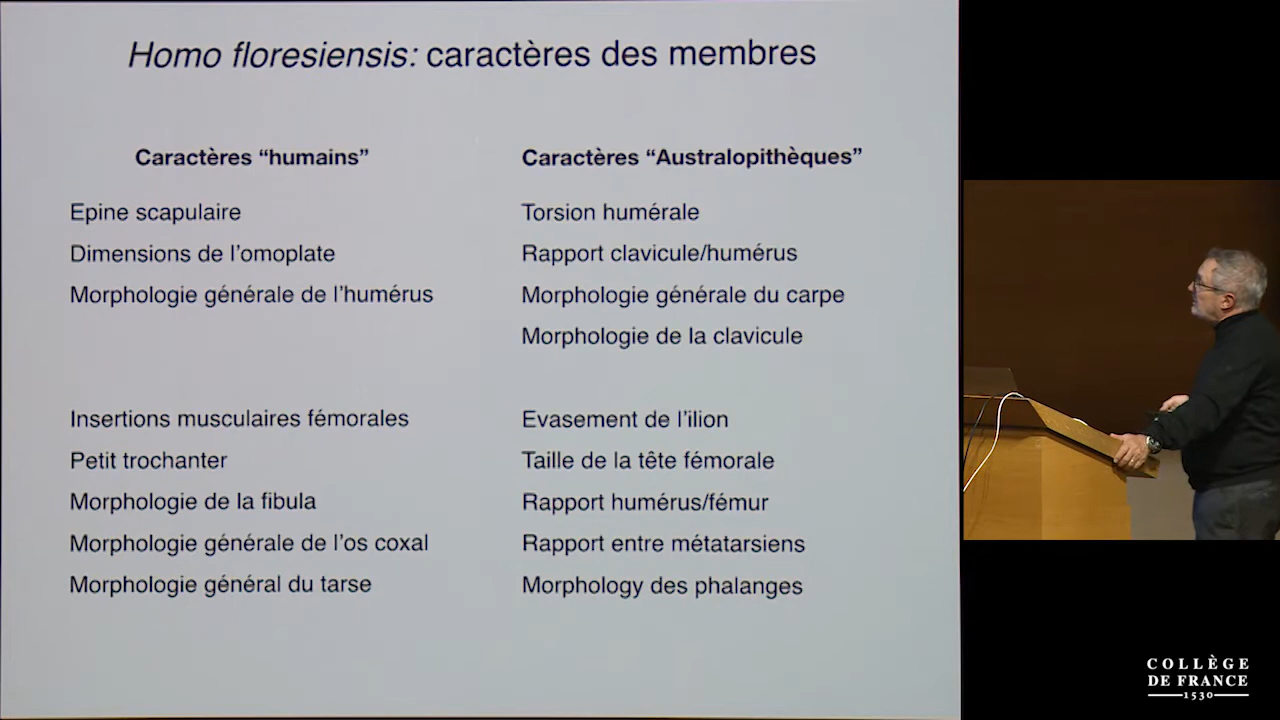 Homo floresiensis: caractères des membres
Caractères “humains”
Epine scapulaire
Dimensions de l’omoplate
Morphologie générale de l’humérus
Insertions musculaires fémorales
Petit trochanter
Morphologie de la fibula
Morphologie générale de l’os coxal
Morphologie général du tarse
Caractères “Australopithèques”
Torsion humérale
Rapport clavicule/humérus
Morphologie générale du carpe
Morphologie de la clavicule
Evasement de l’ilion
Taille de la tête fémorale
Rapport humérus/fémur
Rapport entre métatarsiens
Morphology des phalanges
COLLÈGE
DE FRANCE
1530